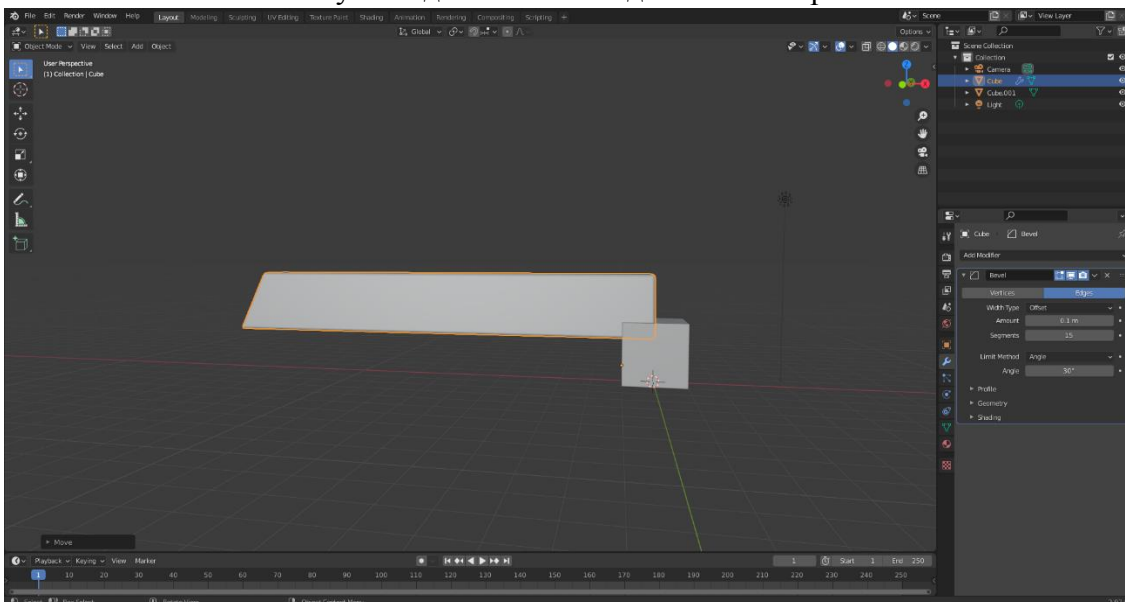 File Edit Render Window Help Layout Modeling Sculpting UV Editing Texture Paint Shading Animation Rendering Compositing Scripting + Scene View Layer
Global Options
Object Mode View Select Add Object
User Perspective
(1) Collection | Cube
Scene Collection
Collection
Camera
Cube
Cube.001
Light
Cube Bevel
Add Modifier
Bevel
Vertices Edges
Width Type Offset
Amount 0.1 m
Segments 15
Limit Method Angle
Angle 30°
Profile
Geometry
Shading
Move
Playback Keying View Marker 1 Start 1 End 250
1 10 20 30 40 50 60 70 80 90 100 110 120 130 140 150 160 170 180 190 200 210 220 230 240 250